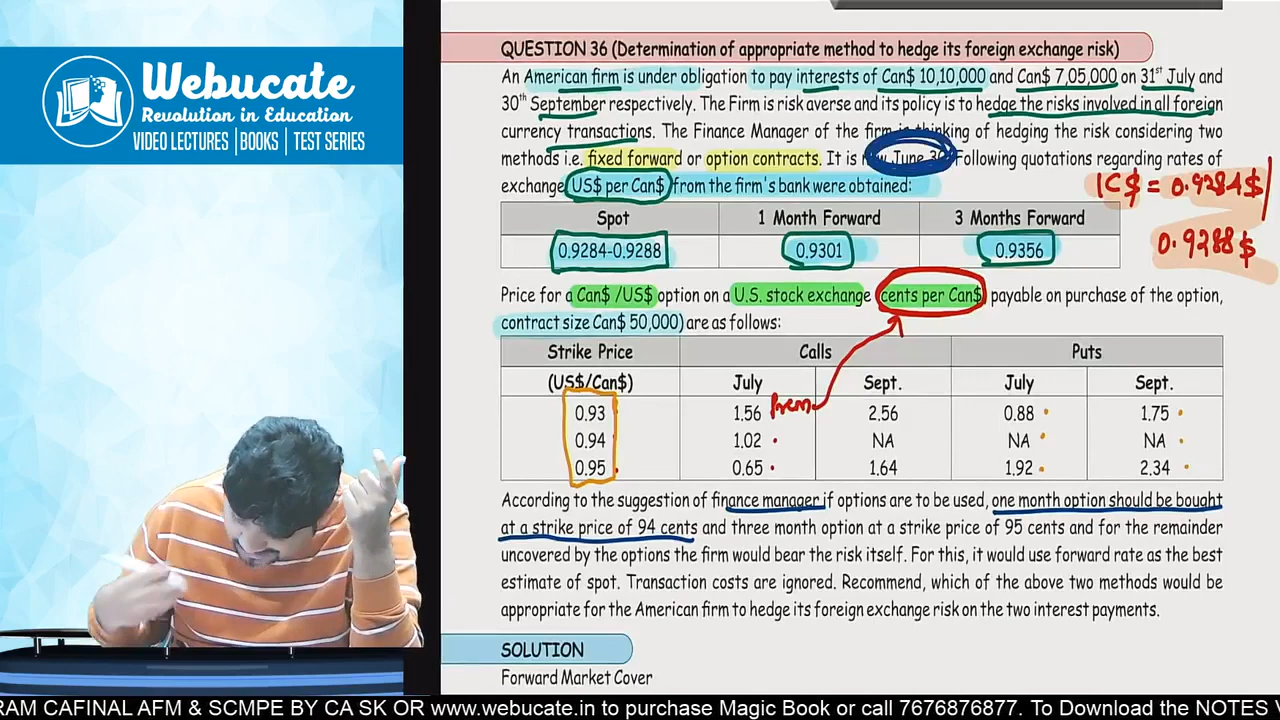 Webucate
Revolution in Education
VIDEO LECTURES | BOOKS | TEST SERIES
QUESTION 36 (Determination of appropriate method to hedge its foreign exchange risk)
An American firm is under obligation to pay interests of Can$ 10,10,000 and Can$ 7,05,000 on 31st July and
30th September respectively. The Firm is risk averse and its policy is to hedge the risks involved in all foreign
currency transactions. The Finance Manager of the firm is thinking of hedging the risk considering two
methods i.e. fixed forward or option contracts. It is now June 30. Following quotations regarding rates of
exchange US$ per Can$ from the firm's bank were obtained:
1C$ = 0.9284$ /
0.9288$
Spot 1 Month Forward 3 Months Forward
0.9284-0.9288 0.9301 0.9356
Price for a Can$ /US$ option on a U.S. stock exchange (cents per Can$, payable on purchase of the option,
contract size Can$ 50,000) are as follows:
Strike Price Calls Puts
(US$/Can$) July Sept. July Sept.
0.93 1.56 Prem 2.56 0.88 1.75
0.94 1.02 NA NA NA
0.95 0.65 1.64 1.92 2.34
According to the suggestion of finance manager if options are to be used, one month option should be bought
at a strike price of 94 cents and three month option at a strike price of 95 cents and for the remainder
uncovered by the options the firm would bear the risk itself. For this, it would use forward rate as the best
estimate of spot. Transaction costs are ignored. Recommend, which of the above two methods would be
appropriate for the American firm to hedge its foreign exchange risk on the two interest payments.
SOLUTION
Forward Market Cover
RAM CAFINAL AFM & SCMPE BY CA SK OR www.webucate.in to purchase Magic Book or call 7676876877. To Download the NOTES